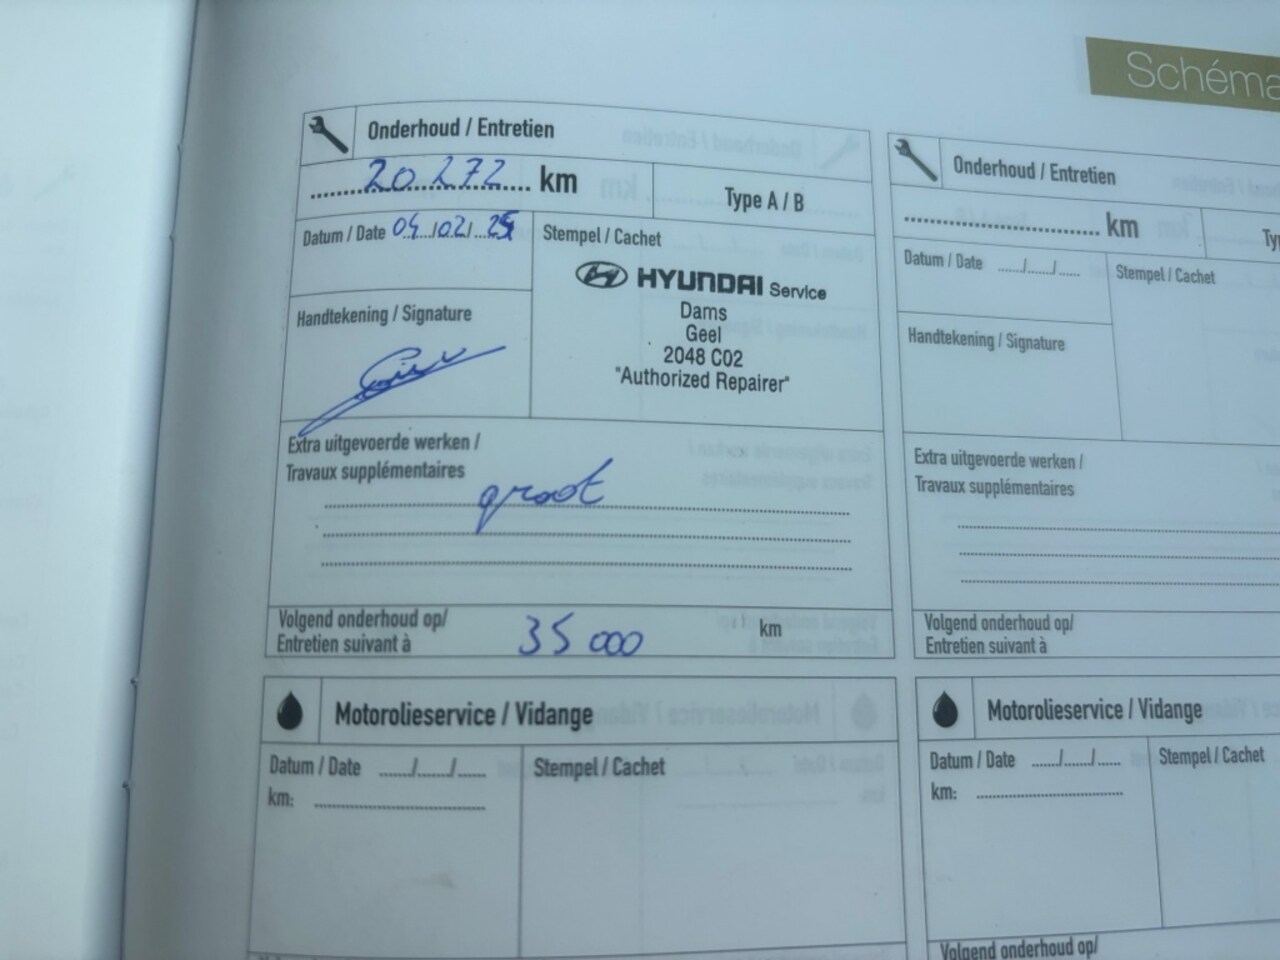 Schéma
Onderhoud / Entretien
20.272 km
Type A / B
Datum / Date 04/02/25
Stempel / Cachet
HYUNDAI Service
Dams
Geel
2048 C02
"Authorized Repairer"
Handtekening / Signature
Extra uitgevoerde werken /
Travaux supplémentaires
groot
Volgend onderhoud op/
Entretien suivant à
35 000 km
Motorolieservice / Vidange
Datum / Date ....../....../......
km:
Stempel / Cachet
Onderhoud / Entretien
km
Datum / Date ....../....../......
Stempel / Cachet
Handtekening / Signature
Extra uitgevoerde werken /
Travaux supplémentaires
Volgend onderhoud op/
Entretien suivant à
Motorolieservice / Vidange
Datum / Date ....../....../......
km:
Stempel / Cachet
Volgend onderhoud op/